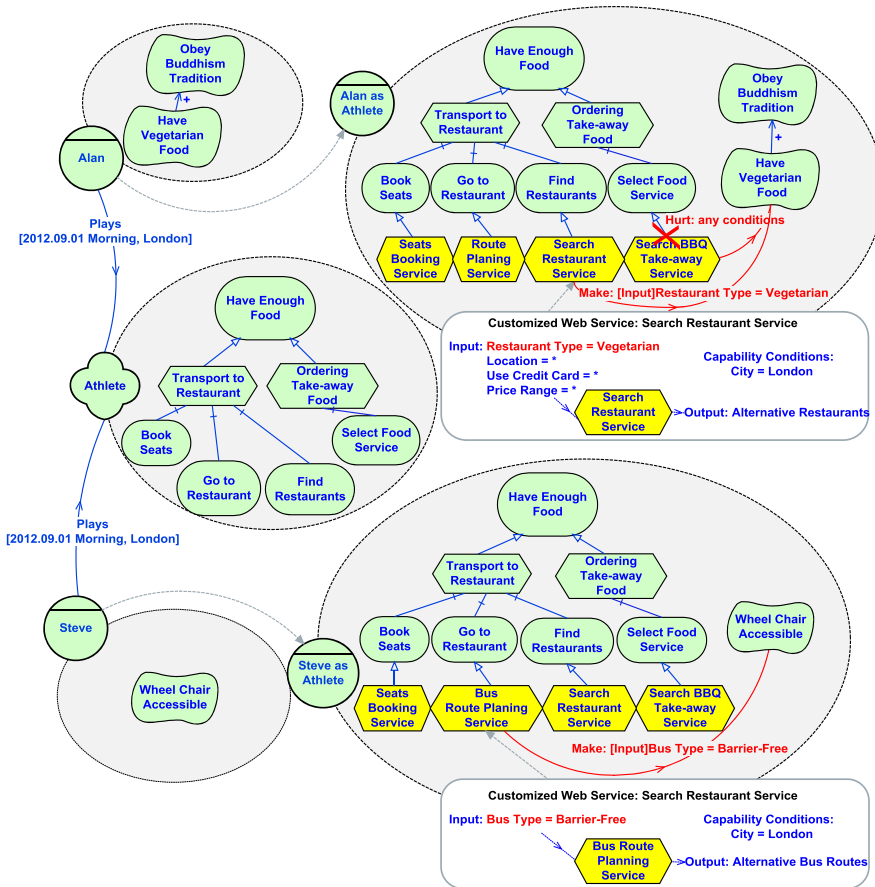 Obey
Buddhism
Tradition
+
Have
Vegetarian
Food
Alan
Alan as
Athlete
Have Enough
Food
Transport to
Restaurant
Ordering
Take-away
Food
Book
Seats
Go to
Restaurant
Find
Restaurants
Select Food
Service
Seats
Booking
Service
Route
Planing
Service
Search
Restaurant
Service
Search BBQ
Take-away
Service
Obey
Buddhism
Tradition
+
Have
Vegetarian
Food
Hurt: any conditions
Make: [Input]Restaurant Type = Vegetarian
Plays
[2012.09.01 Morning, London]
Athlete
Have Enough
Food
Transport to
Restaurant
Ordering
Take-away
Food
Book
Seats
Go to
Restaurant
Find
Restaurants
Select Food
Service
Customized Web Service: Search Restaurant Service
Input: Restaurant Type = Vegetarian
Location = *
Use Credit Card = *
Price Range = *
Capability Conditions:
City = London
Search
Restaurant
Service
Output: Alternative Restaurants
Plays
[2012.09.01 Morning, London]
Steve
Wheel Chair
Accessible
Steve as
Athlete
Have Enough
Food
Transport to
Restaurant
Ordering
Take-away
Food
Book
Seats
Go to
Restaurant
Find
Restaurants
Select Food
Service
Wheel Chair
Accessible
Seats
Booking
Service
Bus
Route Planing
Service
Search
Restaurant
Service
Search BBQ
Take-away
Service
Make: [Input]Bus Type = Barrier-Free
Customized Web Service: Search Restaurant Service
Input: Bus Type = Barrier-Free
Capability Conditions:
City = London
Bus Route
Planning
Service
Output: Alternative Bus Routes